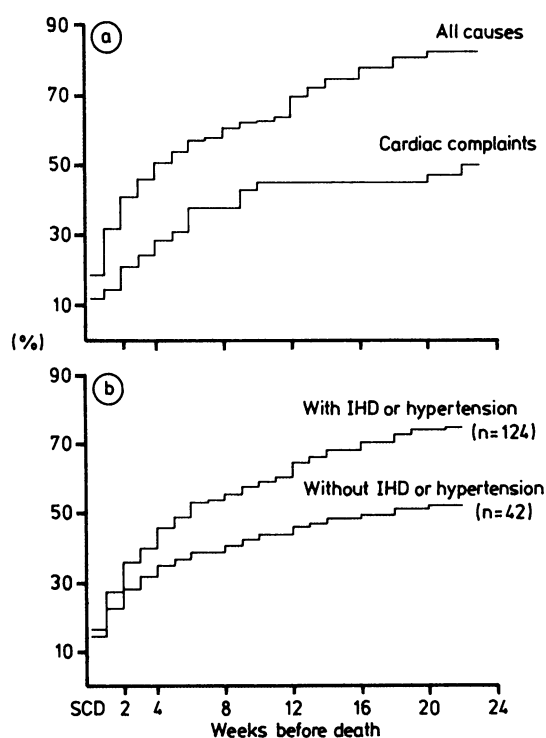 90
a
All causes
70
Cardiac complaints
50
30
10
(%)
90
b
With IHD or hypertension
(n=124)
70
Without IHD or hypertension
(n=42)
50
30
10
SCD 2 4 8 12 16 20 24
Weeks before death